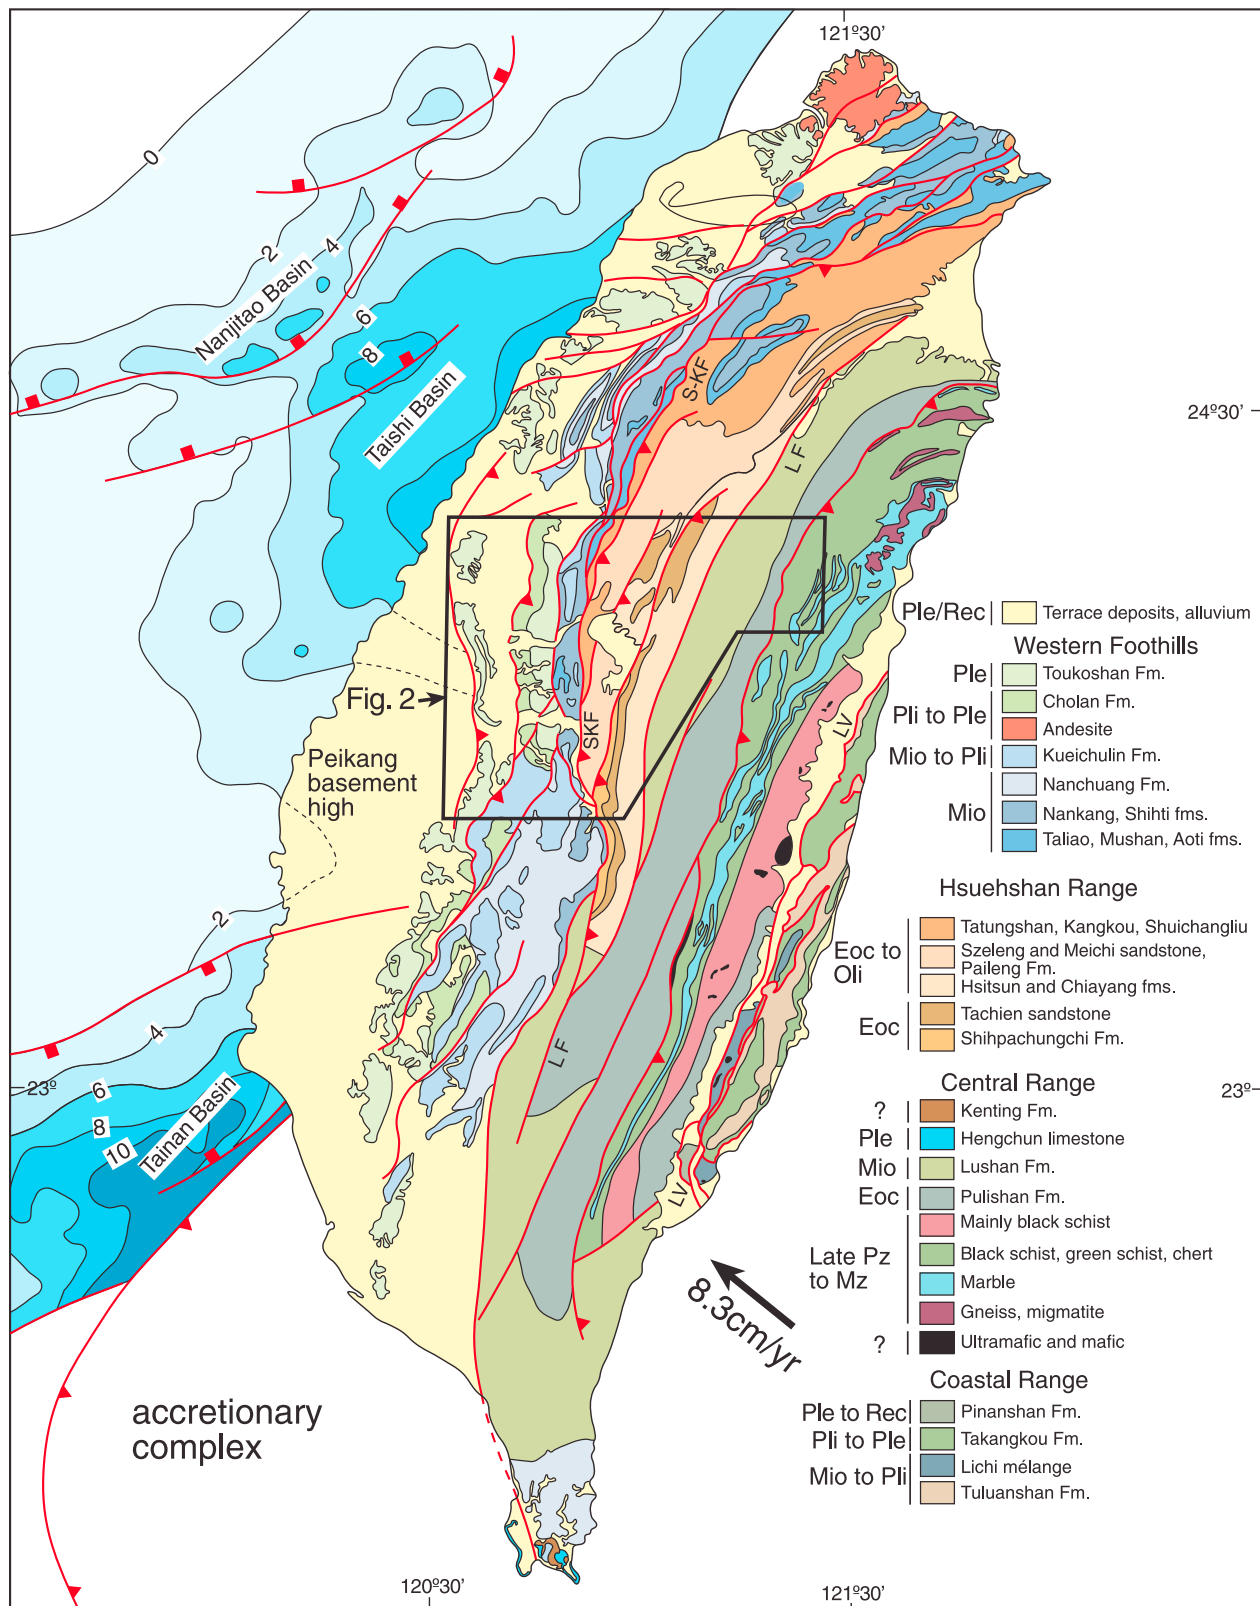 121º30'
0
2
4
Nanjitao Basin
6
8
Taishi Basin
S-KF
24º30'
LF
Fig. 2
SKF
Peikang
basement
high
LV
2
4
6
8
10
Tainan Basin
23º
23º
LF
LV
8.3cm/yr
accretionary
complex
120º30'
121º30'
Ple/Rec
Terrace deposits, alluvium
Western Foothills
Ple
Toukoshan Fm.
Pli to Ple
Cholan Fm.
Andesite
Mio to Pli
Kueichulin Fm.
Mio
Nanchuang Fm.
Nankang, Shihti fms.
Taliao, Mushan, Aoti fms.
Hsuehshan Range
Eoc to
Oli
Tatungshan, Kangkou, Shuichangliu
Szeleng and Meichi sandstone,
Paileng Fm.
Hsitsun and Chiayang fms.
Eoc
Tachien sandstone
Shihpachungchi Fm.
Central Range
?
Kenting Fm.
Ple
Hengchun limestone
Mio
Lushan Fm.
Eoc
Pulishan Fm.
Late Pz
to Mz
Mainly black schist
Black schist, green schist, chert
Marble
Gneiss, migmatite
?
Ultramafic and mafic
Coastal Range
Ple to Rec
Pinanshan Fm.
Pli to Ple
Takangkou Fm.
Mio to Pli
Lichi mélange
Tuluanshan Fm.